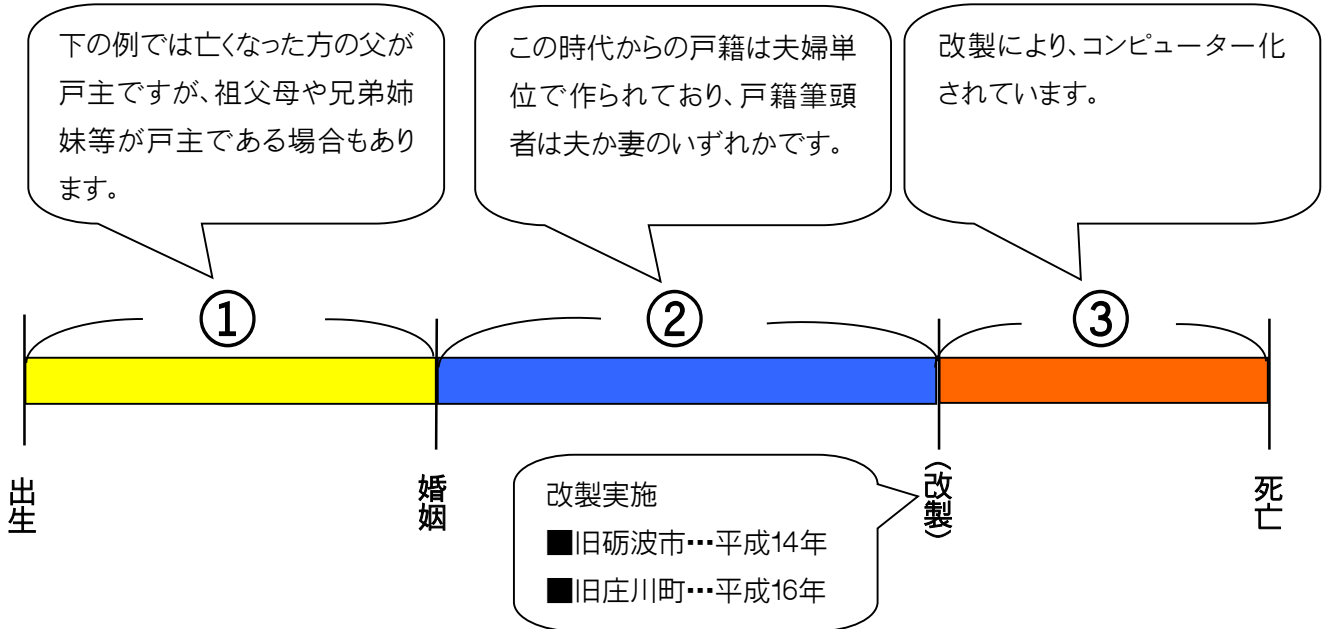 下の例では亡くなった方の父が
戸主ですが、祖父母や兄弟姉
妹等が戸主である場合もあり
ます。
この時代からの戸籍は夫婦単
位で作られており、戸籍筆頭
者は夫か妻のいずれかです。
改製により、コンピューター化
されています。
①
②
③
出生
婚姻
(改製)
死亡
改製実施
■旧砺波市…平成14年
■旧庄川町…平成16年